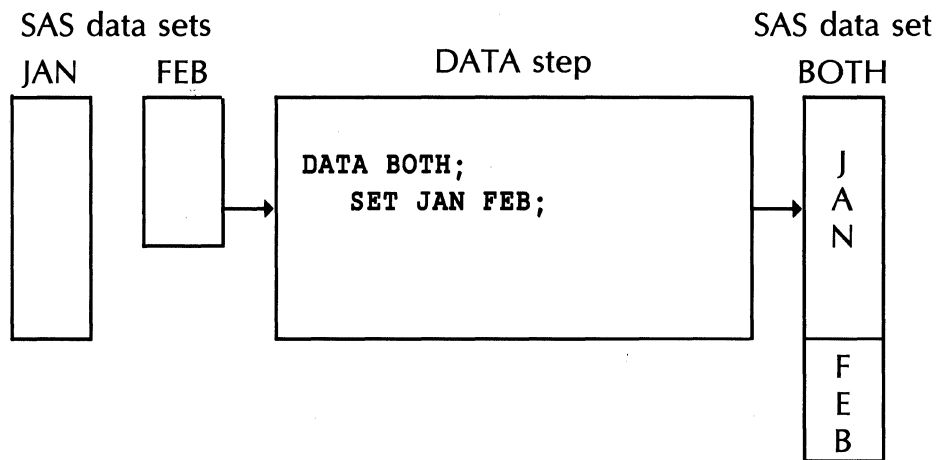 SAS data sets
JAN FEB
DATA step
SAS data set
BOTH
DATA BOTH;
SET JAN FEB;
J
A
N
F
E
B